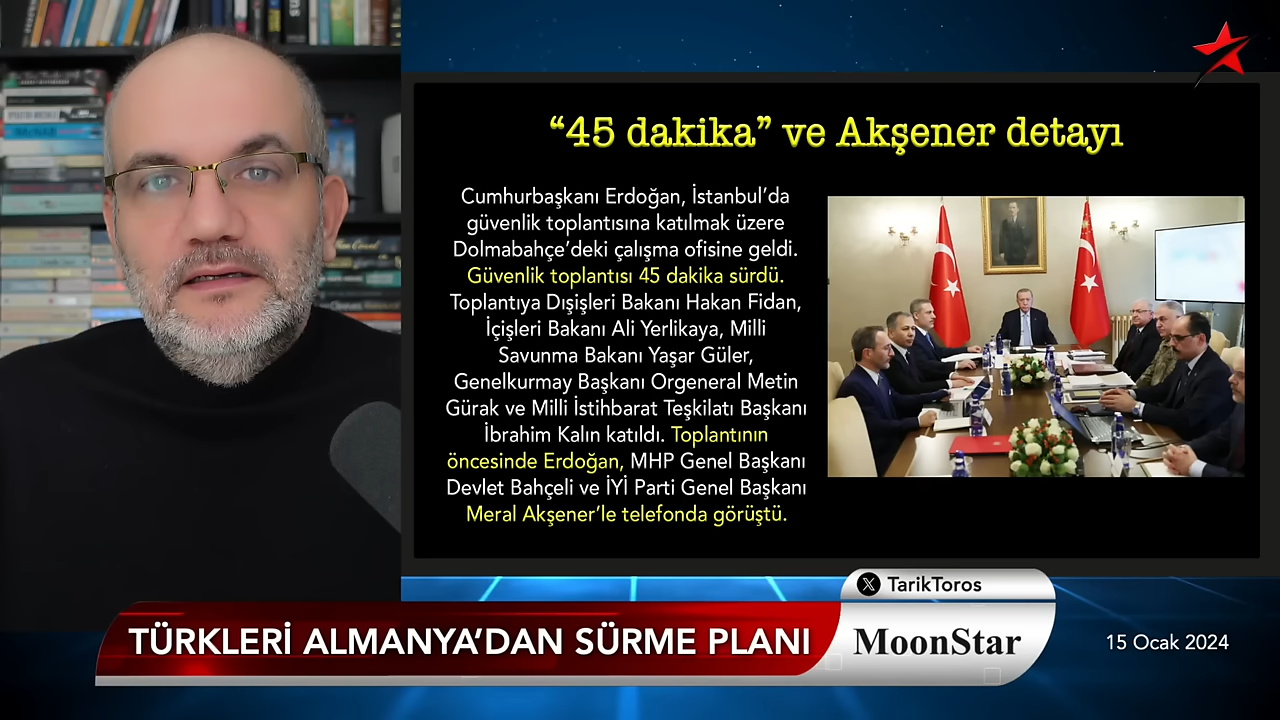 “45 dakika” ve Akşener detayı
Cumhurbaşkanı Erdoğan, İstanbul’da
güvenlik toplantısına katılmak üzere
Dolmabahçe’deki çalışma ofisine geldi.
Güvenlik toplantısı 45 dakika sürdü.
Toplantıya Dışişleri Bakanı Hakan Fidan,
İçişleri Bakanı Ali Yerlikaya, Milli
Savunma Bakanı Yaşar Güler,
Genelkurmay Başkanı Orgeneral Metin
Gürak ve Milli İstihbarat Teşkilatı Başkanı
İbrahim Kalın katıldı. Toplantının
öncesinde Erdoğan, MHP Genel Başkanı
Devlet Bahçeli ve İYİ Parti Genel Başkanı
Meral Akşener’le telefonda görüştü.
X TarikToros
TÜRKLERİ ALMANYA’DAN SÜRME PLANI
MoonStar
15 Ocak 2024